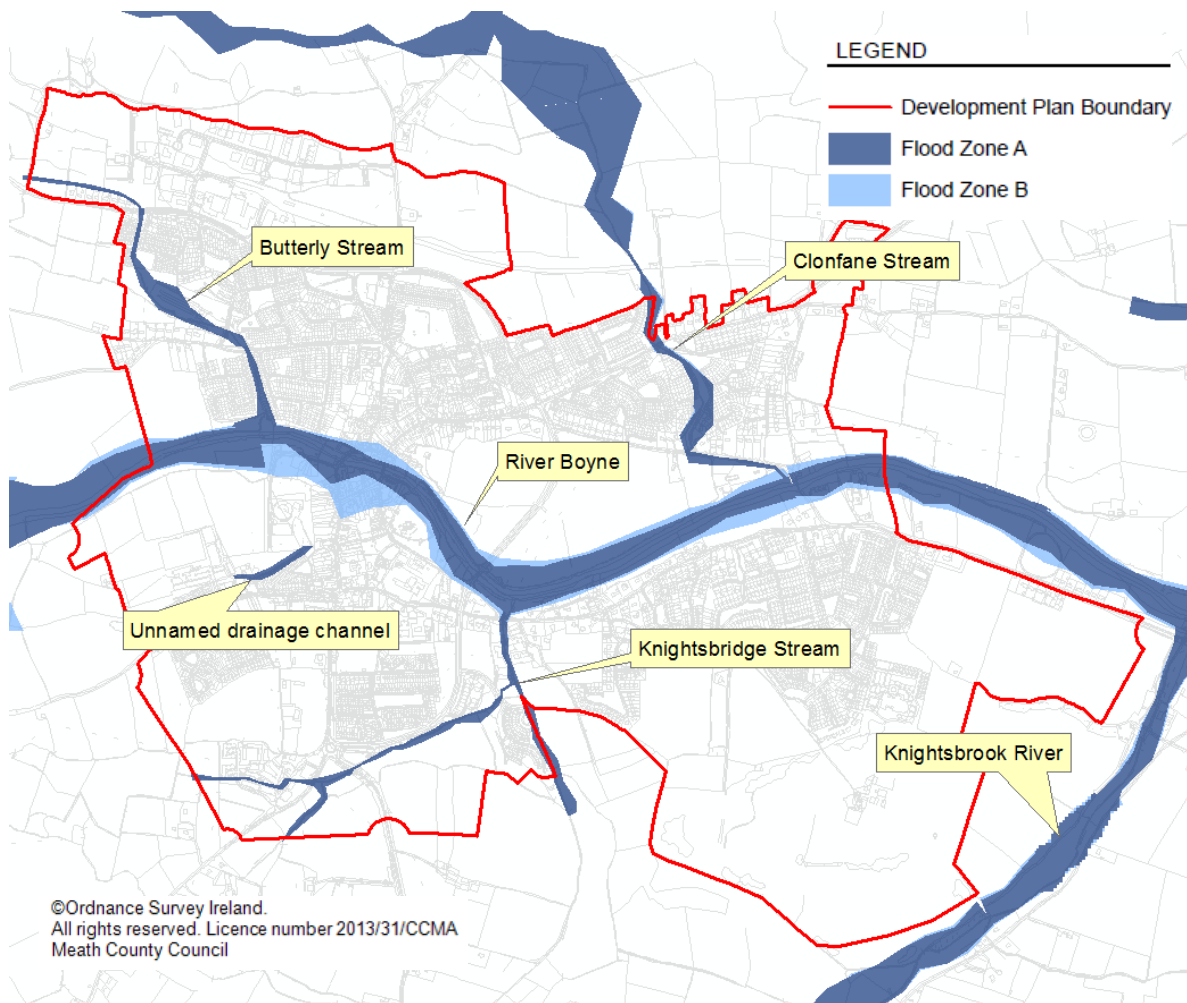 LEGEND
Development Plan Boundary
Flood Zone A
Flood Zone B
Butterly Stream
Clonfane Stream
River Boyne
Unnamed drainage channel
Knightsbridge Stream
Knightsbrook River
©Ordnance Survey Ireland.
All rights reserved. Licence number 2013/31/CCMA
Meath County Council